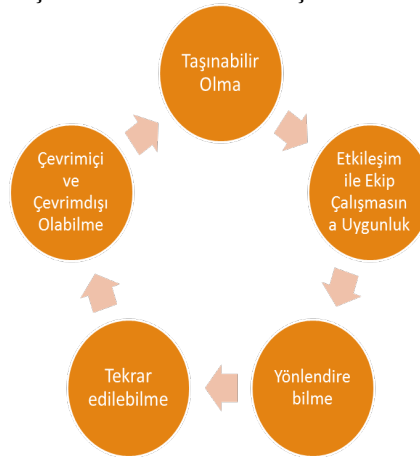 Taşınabilir
Olma
Etkileşim
ile Ekip
Çalışmasın
a Uygunluk
Yönlendire
bilme
Tekrar
edilebilme
Çevrimiçi
ve
Çevrimdışı
Olabilme